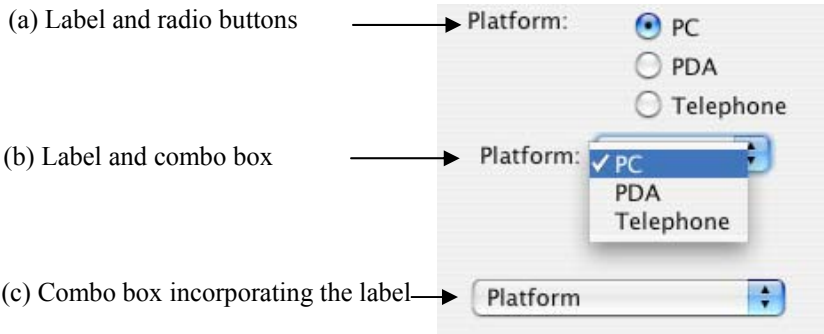 (a) Label and radio buttons
Platform:
PC
PDA
Telephone
(b) Label and combo box
Platform:
✓ PC
PDA
Telephone
(c) Combo box incorporating the label
Platform